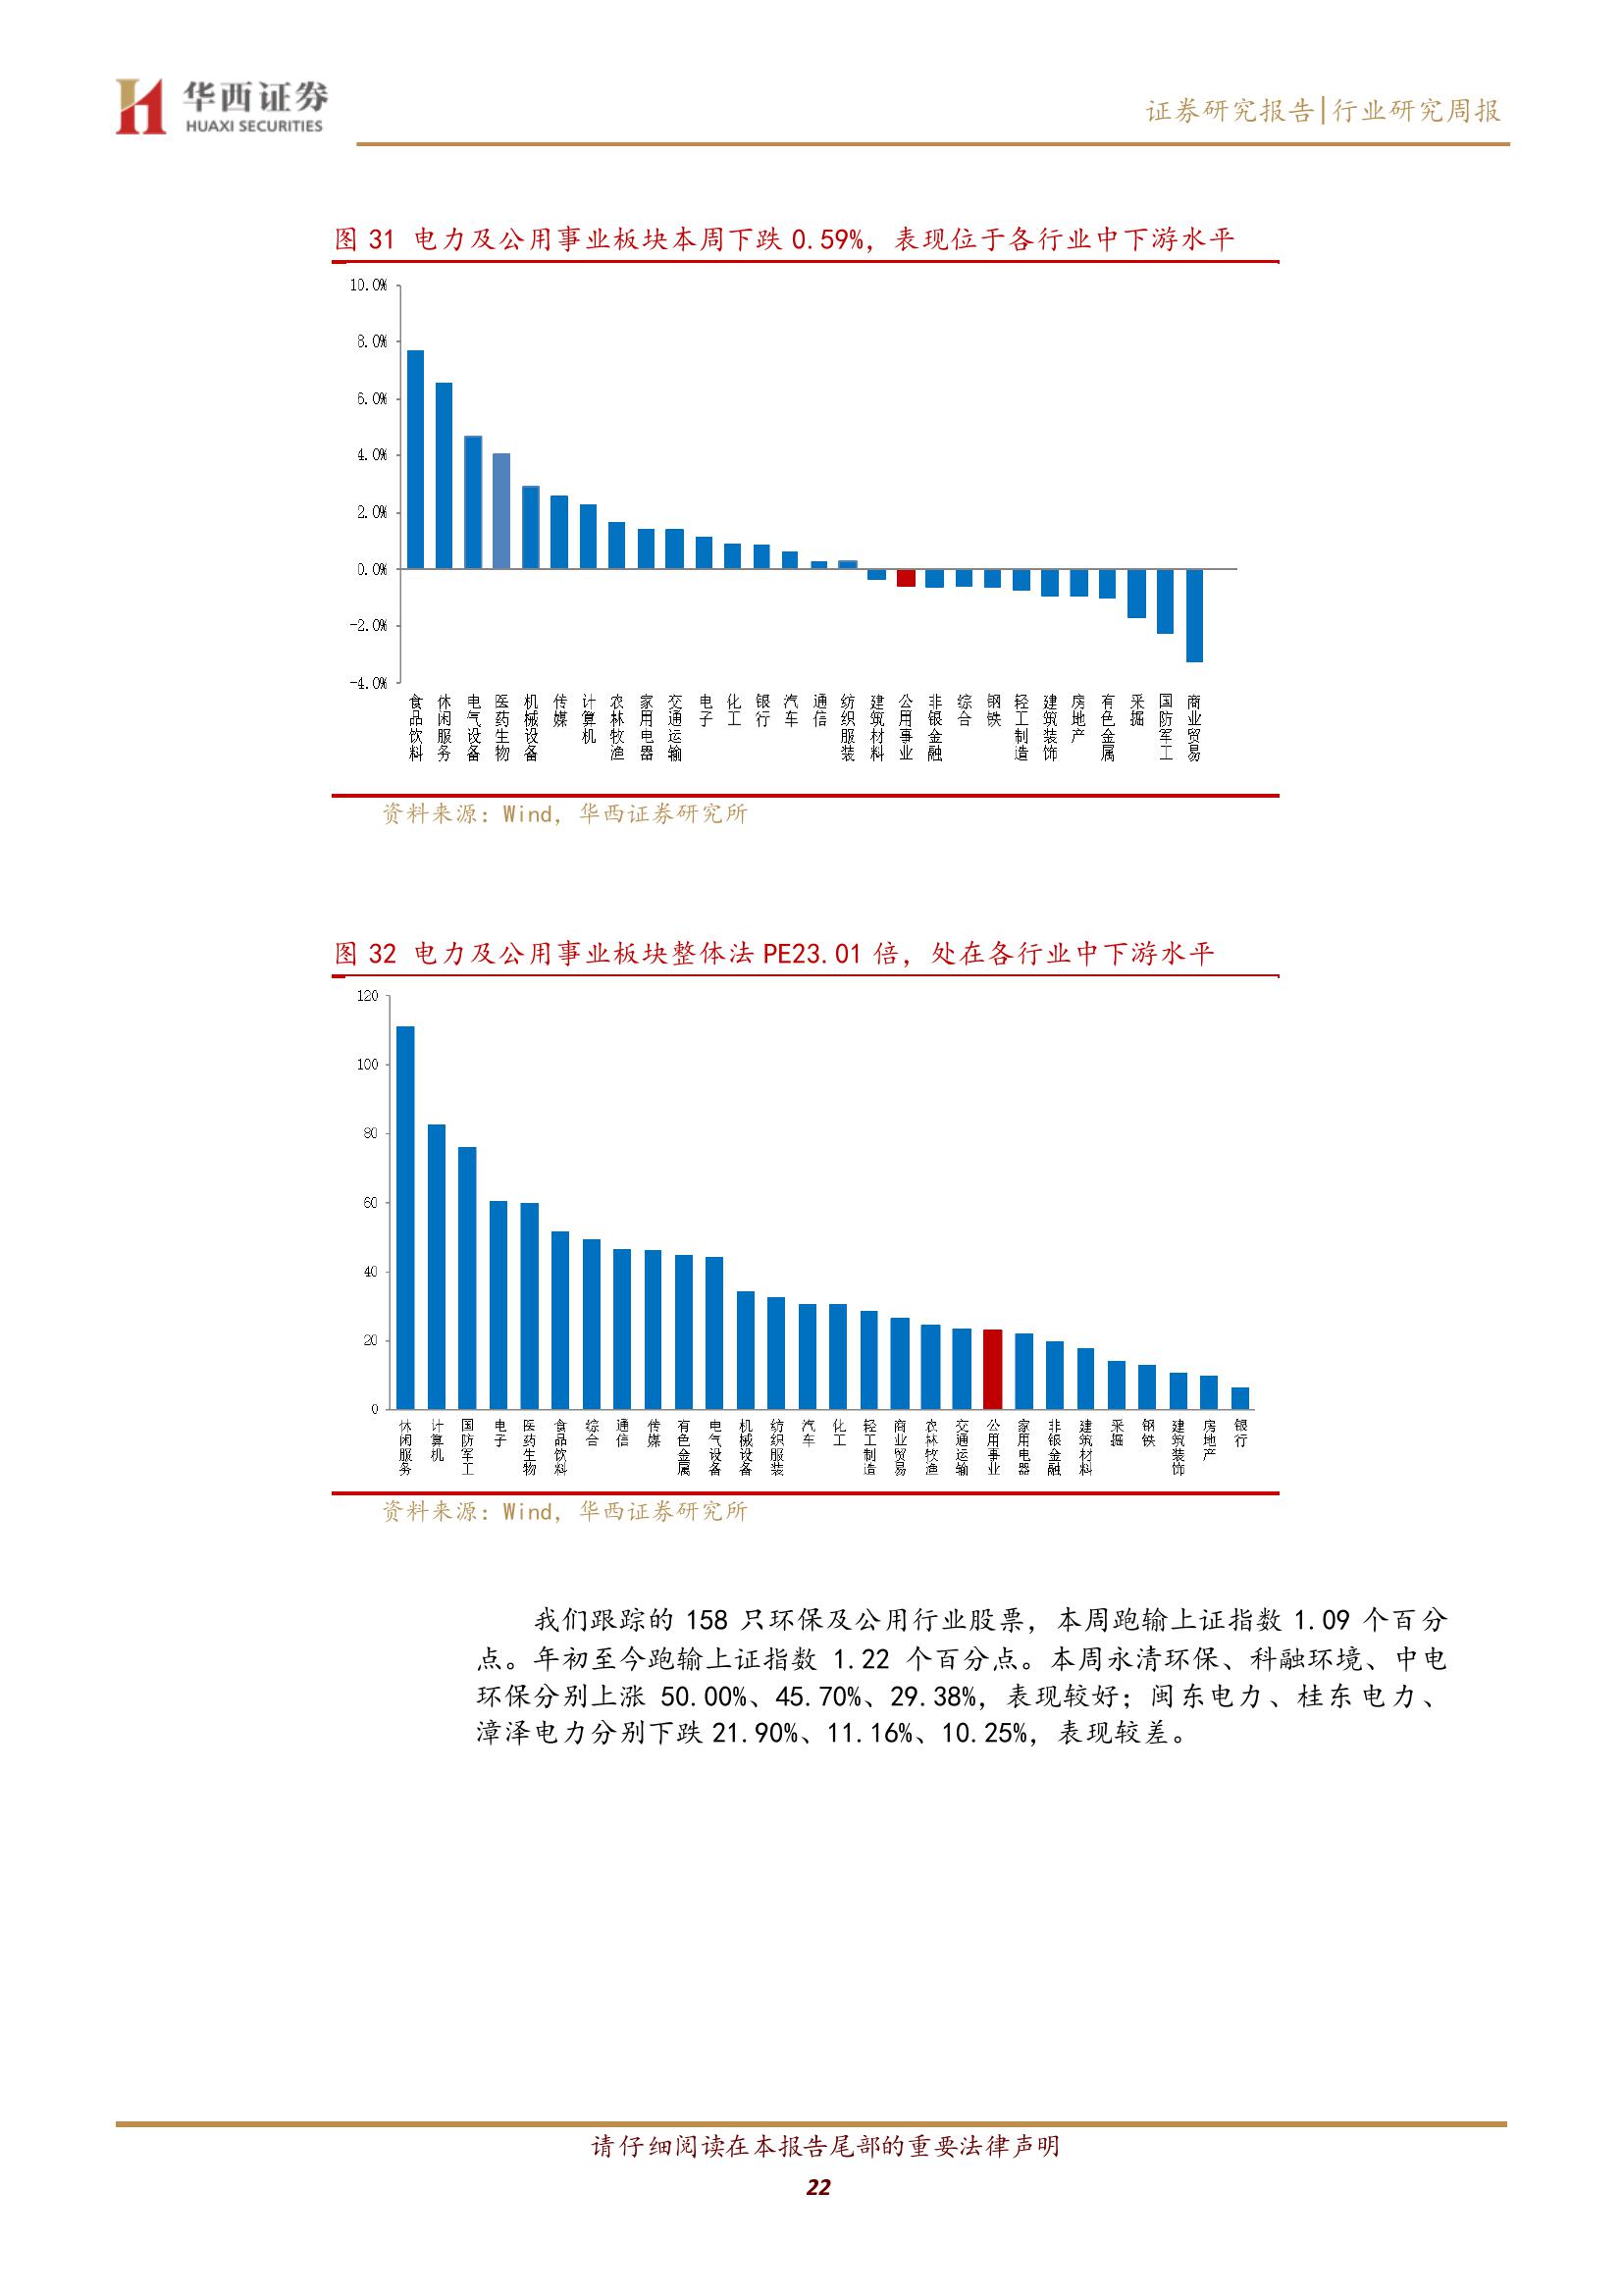 华西证券
HUAXI SECURITIES
证券研究报告|行业研究周报
图 31 电力及公用事业板块本周下跌 0.59%，表现位于各行业中下游水平
10.0%
8.0%
6.0%
4.0%
2.0%
0.0%
-2.0%
-4.0%
食品饮料
休闲服务
电气设备
医药生物
机械设备
传媒
计算机
农林牧渔
家用电器
交通运输
电子
化工
银行
汽车
通信
纺织服装
建筑材料
公用事业
非银金融
综合
钢铁
轻工制造
建筑装饰
房地产
有色金属
采掘
国防军工
商业贸易
资料来源：Wind，华西证券研究所
图 32 电力及公用事业板块整体法 PE23.01 倍，处在各行业中下游水平
120
100
80
60
40
20
0
休闲服务
计算机
国防军工
电子
医药生物
食品饮料
综合
通信
传媒
有色金属
电气设备
机械设备
纺织服装
汽车
化工
轻工制造
商业贸易
农林牧渔
交通运输
公用事业
家用电器
非银金融
建筑材料
采掘
钢铁
建筑装饰
房地产
银行
资料来源：Wind，华西证券研究所
我们跟踪的 158 只环保及公用行业股票，本周跑输上证指数 1.09 个百分
点。年初至今跑输上证指数 1.22 个百分点。本周永清环保、科融环境、中电
环保分别上涨 50.00%、45.70%、29.38%，表现较好；闽东电力、桂东电力、
漳泽电力分别下跌 21.90%、11.16%、10.25%，表现较差。
请仔细阅读在本报告尾部的重要法律声明
22